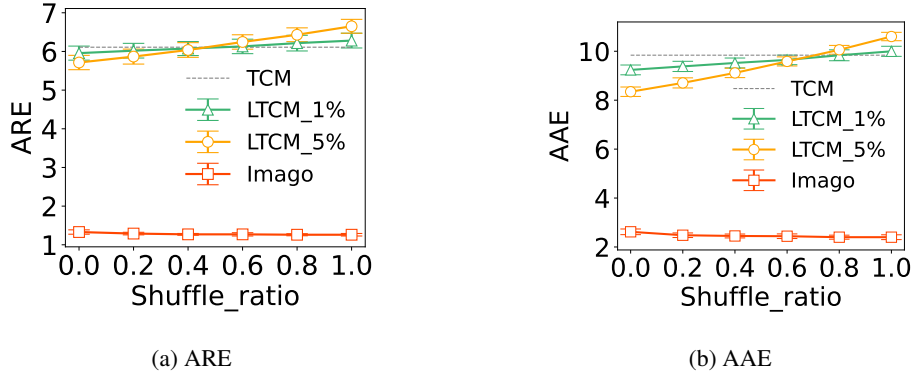 7
6
5
4
3
2
1
ARE
TCM
LTCM_1%
LTCM_5%
Imago
0.0 0.2 0.4 0.6 0.8 1.0
Shuffle_ratio
(a) ARE
10
8
6
4
2
AAE
TCM
LTCM_1%
LTCM_5%
Imago
0.0 0.2 0.4 0.6 0.8 1.0
Shuffle_ratio
(b) AAE